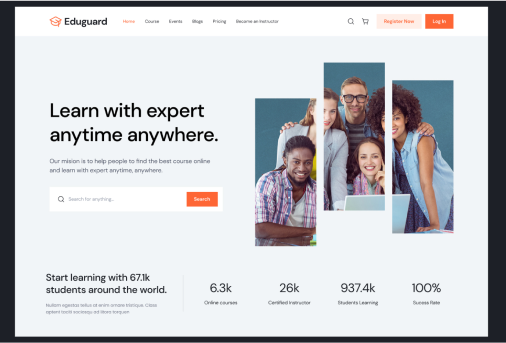 Eduguard
Home Course Events Blogs Pricing Become an Instructor
Register Now
Log In
Learn with expert
anytime anywhere.
Our mision is to help people to find the best course online
and learn with expert anytime, anywhere.
Search for anything...
Search
Start learning with 67.1k
students around the world.
Nullam egestas tellus at enim ornare tristique. Class
aptent taciti sociosqu ad litora torquen
6.3k
Online courses
26k
Certified Instructor
937.4k
Students Learning
100%
Sucess Rate